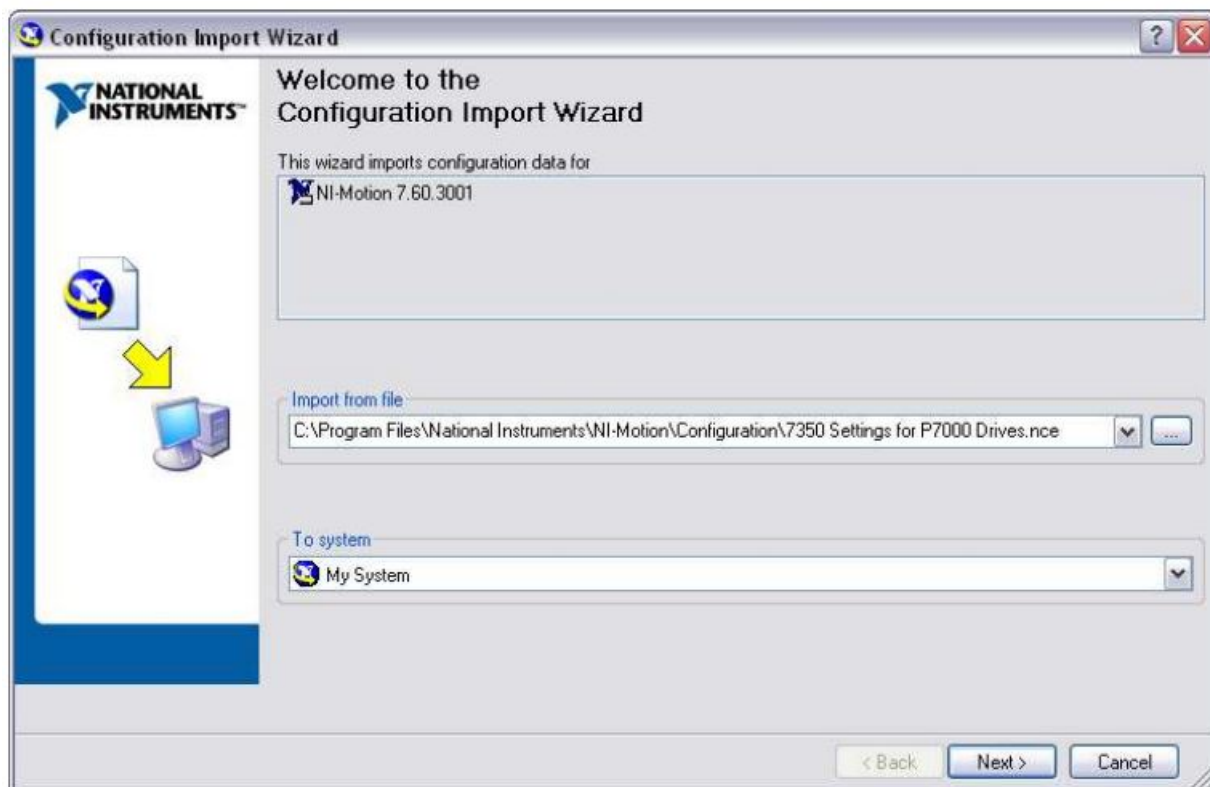 Configuration Import Wizard
NATIONAL
INSTRUMENTS™
Welcome to the
Configuration Import Wizard
This wizard imports configuration data for
NI-Motion 7.60.3001
Import from file
C:\Program Files\National Instruments\NI-Motion\Configuration\7350 Settings for P7000 Drives.nce
...
To system
My System
< Back
Next >
Cancel